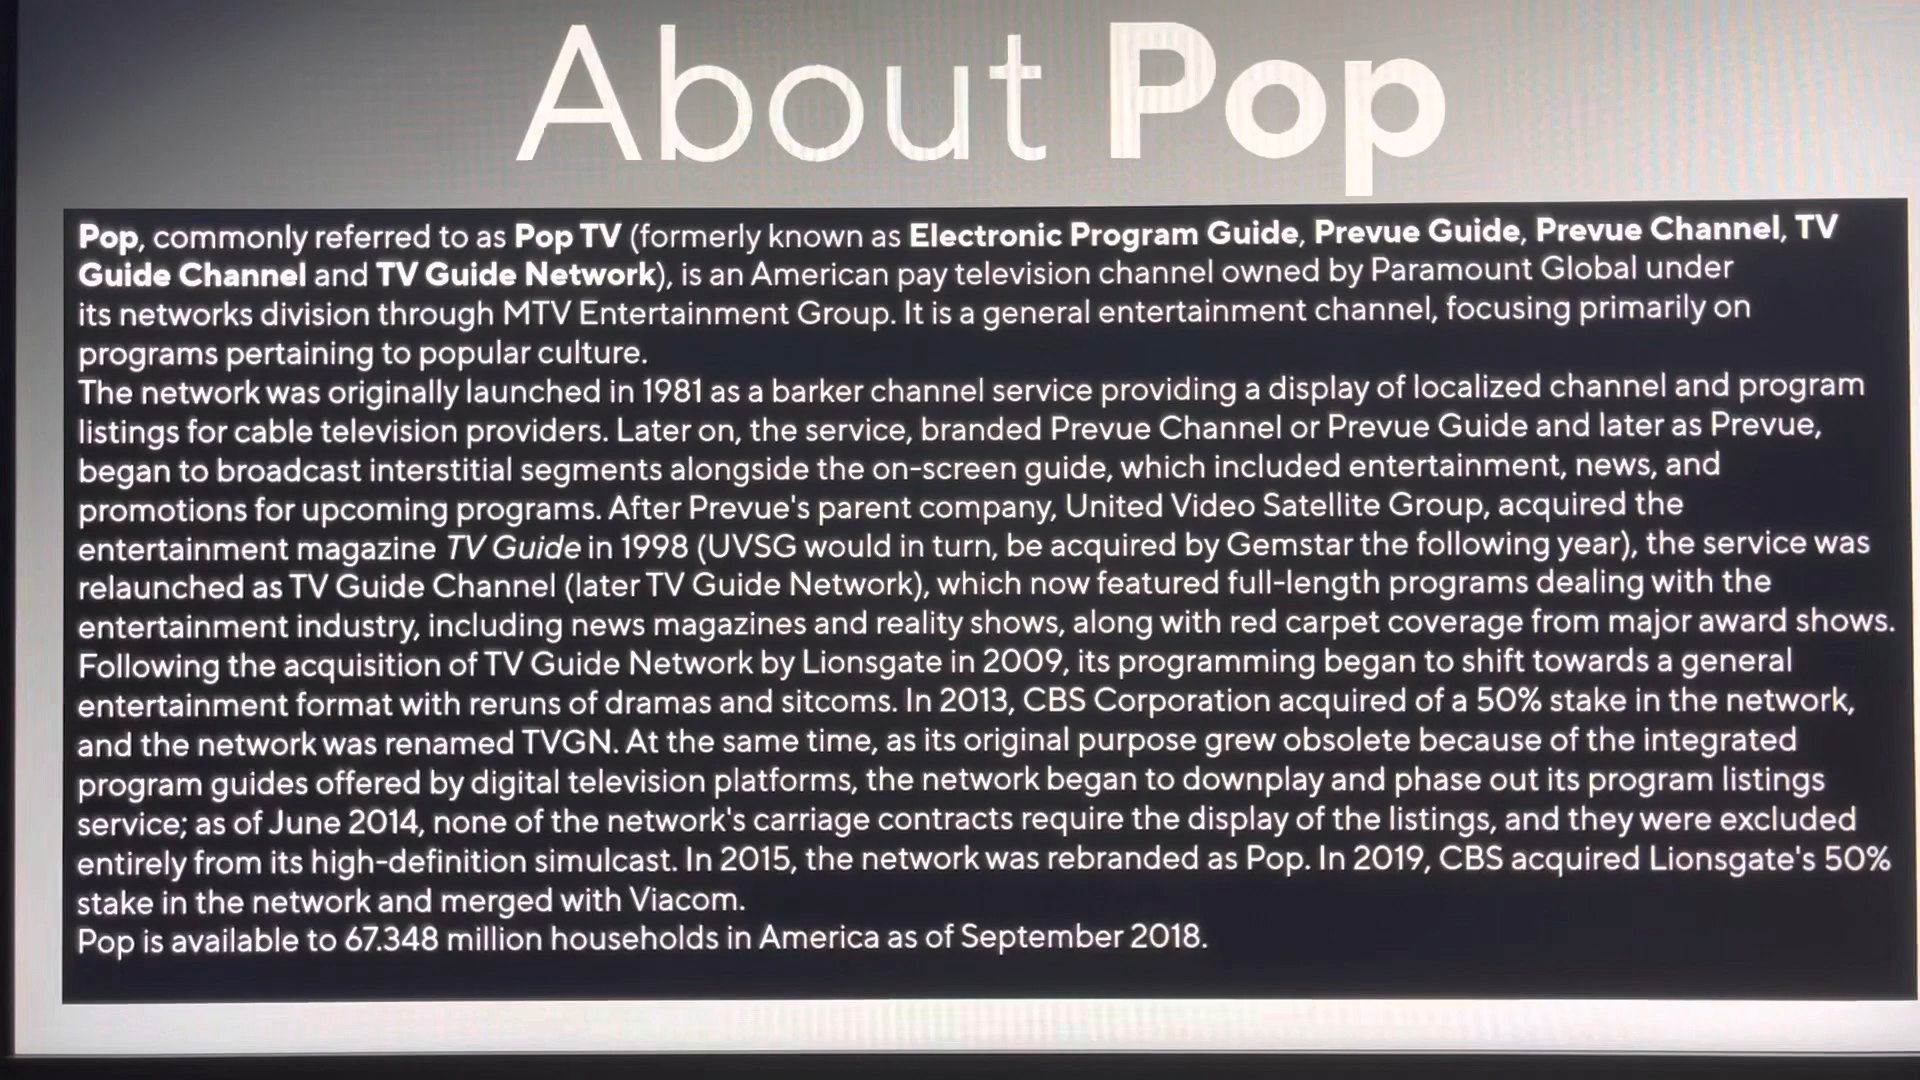 About Pop
Pop, commonly referred to as Pop TV (formerly known as Electronic Program Guide, Prevue Guide, Prevue Channel, TV
Guide Channel and TV Guide Network), is an American pay television channel owned by Paramount Global under
its networks division through MTV Entertainment Group. It is a general entertainment channel, focusing primarily on
programs pertaining to popular culture.
The network was originally launched in 1981 as a barker channel service providing a display of localized channel and program
listings for cable television providers. Later on, the service, branded Prevue Channel or Prevue Guide and later as Prevue,
began to broadcast interstitial segments alongside the on-screen guide, which included entertainment, news, and
promotions for upcoming programs. After Prevue's parent company, United Video Satellite Group, acquired the
entertainment magazine TV Guide in 1998 (UVSG would in turn, be acquired by Gemstar the following year), the service was
relaunched as TV Guide Channel (later TV Guide Network), which now featured full-length programs dealing with the
entertainment industry, including news magazines and reality shows, along with red carpet coverage from major award shows.
Following the acquisition of TV Guide Network by Lionsgate in 2009, its programming began to shift towards a general
entertainment format with reruns of dramas and sitcoms. In 2013, CBS Corporation acquired of a 50% stake in the network,
and the network was renamed TVGN. At the same time, as its original purpose grew obsolete because of the integrated
program guides offered by digital television platforms, the network began to downplay and phase out its program listings
service; as of June 2014, none of the network's carriage contracts require the display of the listings, and they were excluded
entirely from its high-definition simulcast. In 2015, the network was rebranded as Pop. In 2019, CBS acquired Lionsgate's 50%
stake in the network and merged with Viacom.
Pop is available to 67.348 million households in America as of September 2018.